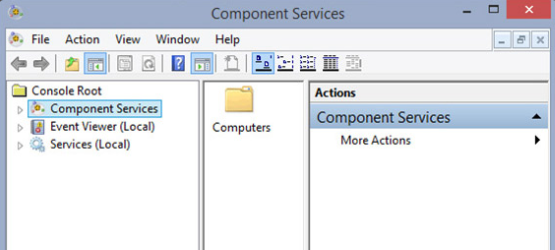 Component Services
File Action View Window Help
Console Root
Component Services
Event Viewer (Local)
Services (Local)
Computers
Actions
Component Services
More Actions